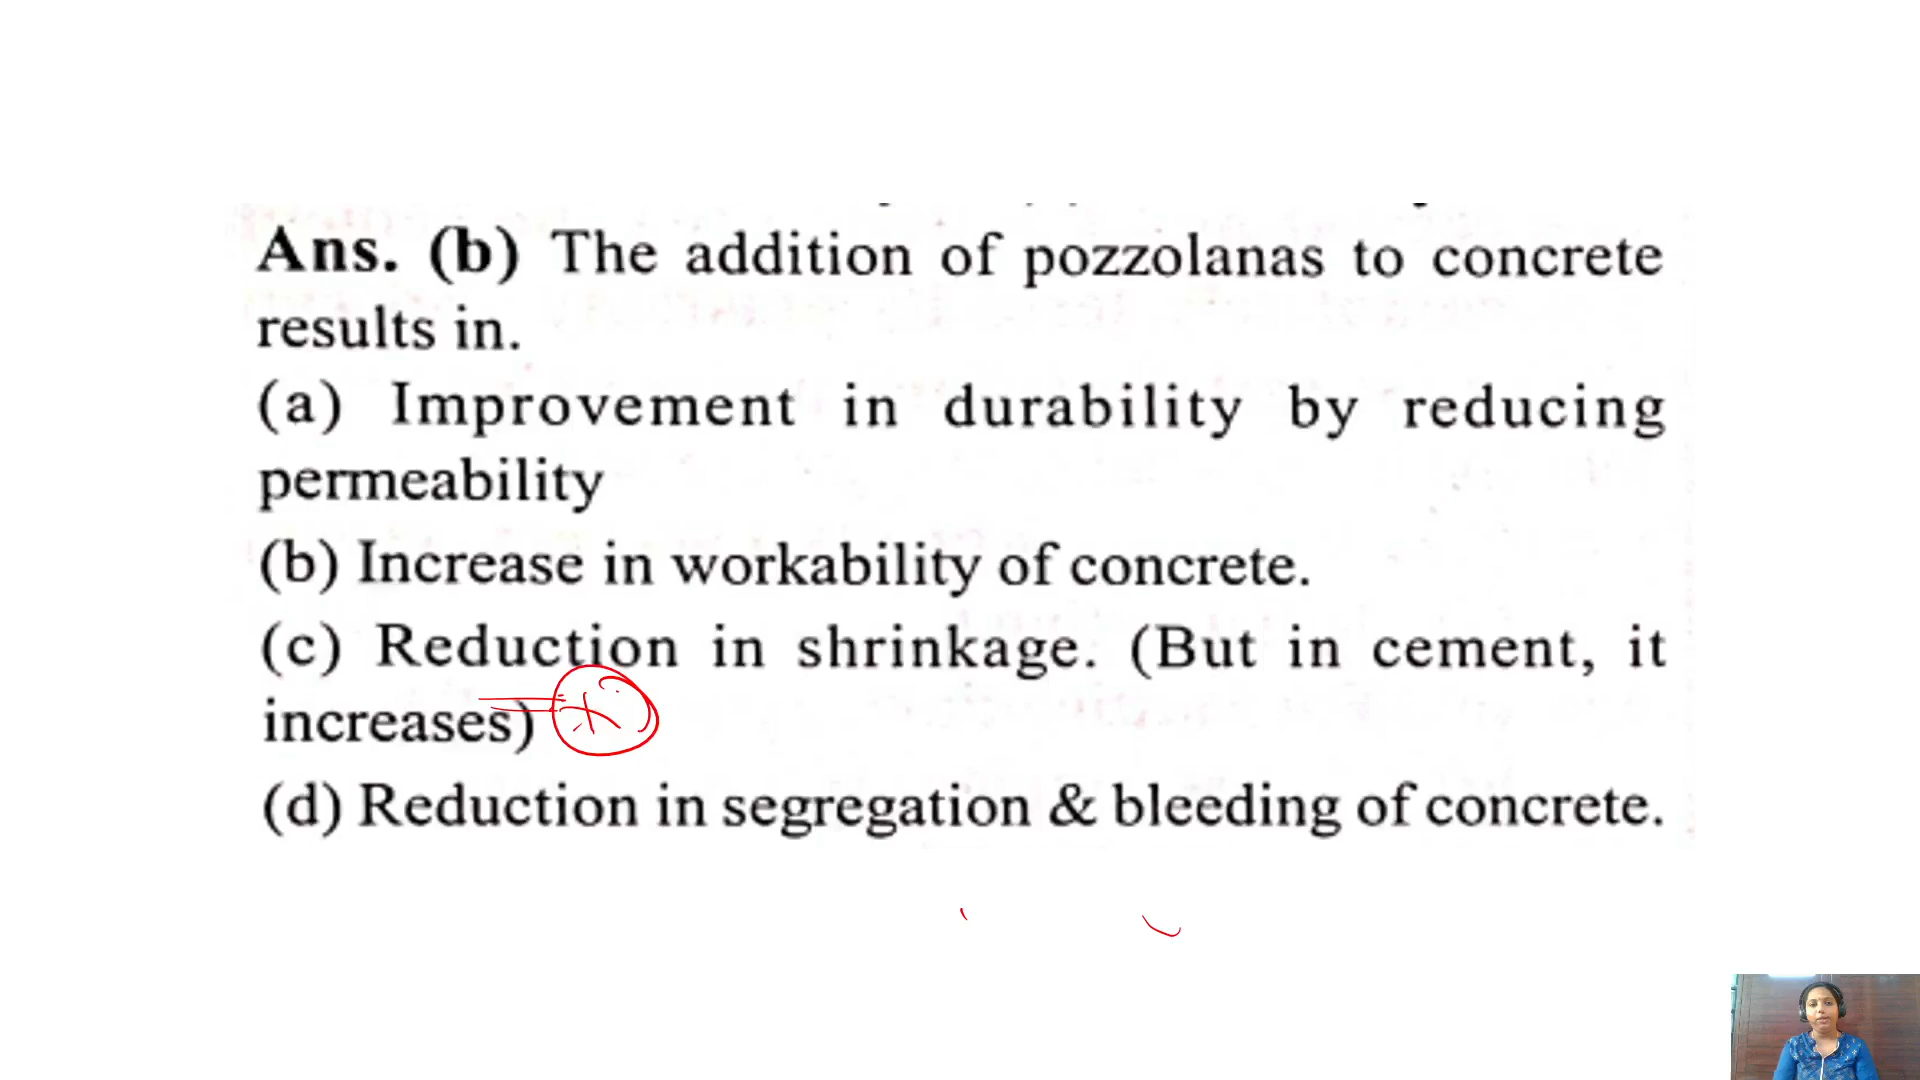 Ans. (b) The addition of pozzolanas to concrete
results in.
(a) Improvement in durability by reducing
permeability
(b) Increase in workability of concrete.
(c) Reduction in shrinkage. (But in cement, it
increases)
(d) Reduction in segregation & bleeding of concrete.